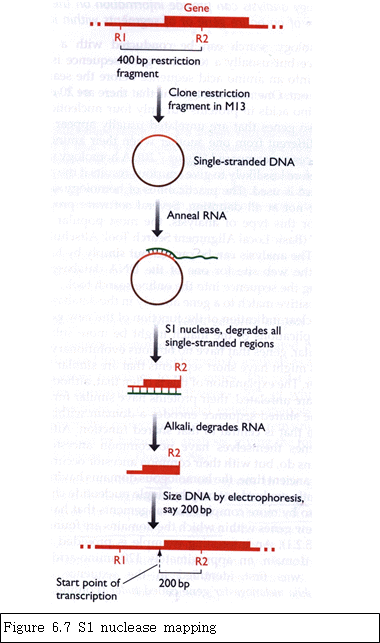 R1 R2
400 bp restriction
fragment
Clone restriction
fragment in M13
Single-stranded DNA
Anneal RNA
S1 nuclease, degrades all
single-stranded regions
R2
Alkali, degrades RNA
R2
Size DNA by electrophoresis,
say 200 bp
R1 R2
Start point of
transcription
200 bp
Figure 6.7 S1 nuclease mapping